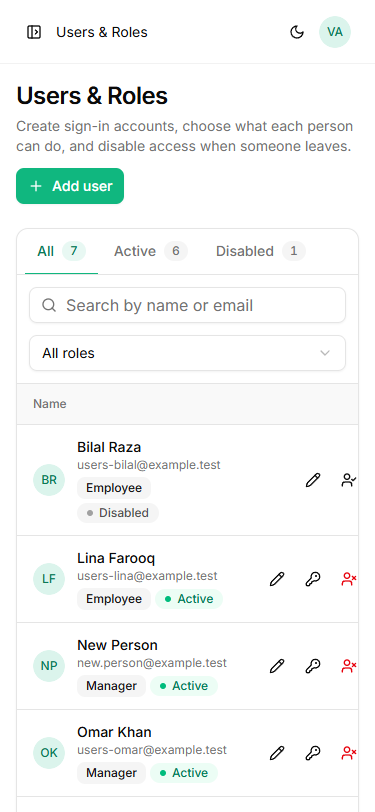 Users & Roles
VA
Users & Roles
Create sign-in accounts, choose what each person
can do, and disable access when someone leaves.
Add user
All 7 Active 6 Disabled 1
Search by name or email
All roles
Name
BR
Bilal Raza
users-bilal@example.test
Employee
Disabled
LF
Lina Farooq
users-lina@example.test
Employee Active
NP
New Person
new.person@example.test
Manager Active
OK
Omar Khan
users-omar@example.test
Manager Active